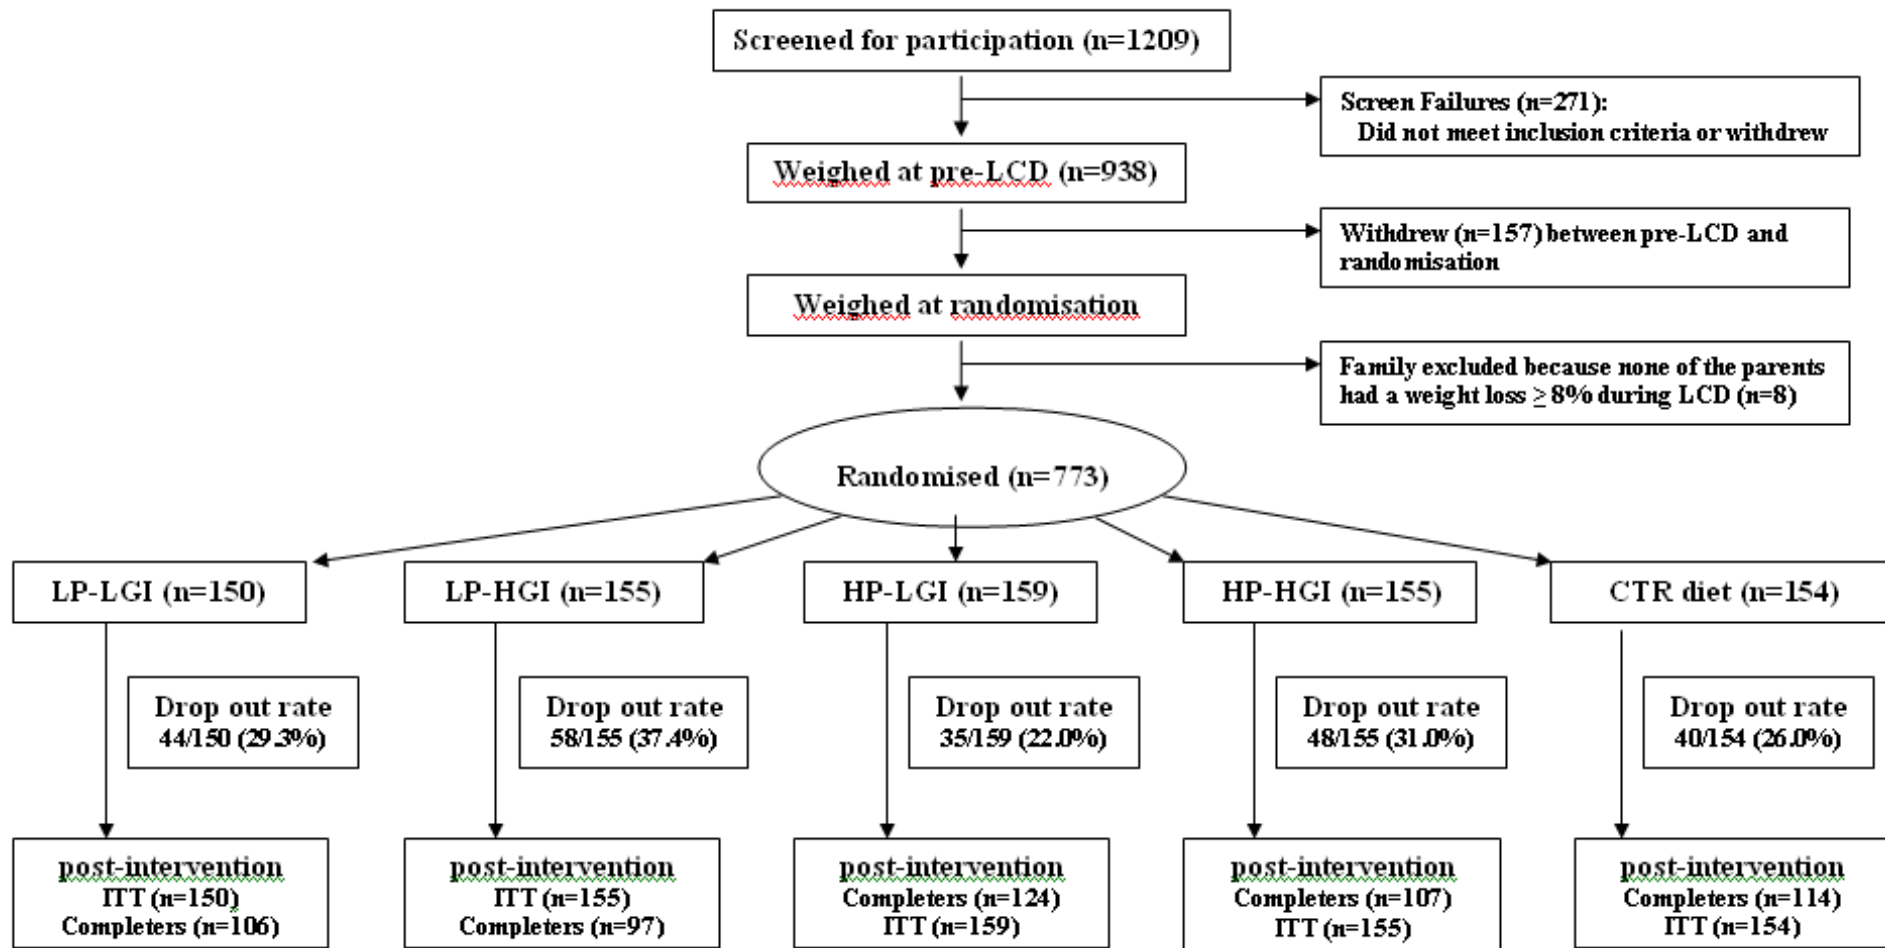 Screened for participation (n=1209)
Screen Failures (n=271):
Did not meet inclusion criteria or withdrew
Weighed at pre-LCD (n=938)
Withdrew (n=157) between pre-LCD and
randomisation
Weighed at randomisation
Family excluded because none of the parents
had a weight loss ≥ 8% during LCD (n=8)
Randomised (n=773)
LP-LGI (n=150)
LP-HGI (n=155)
HP-LGI (n=159)
HP-HGI (n=155)
CTR diet (n=154)
Drop out rate
44/150 (29.3%)
Drop out rate
58/155 (37.4%)
Drop out rate
35/159 (22.0%)
Drop out rate
48/155 (31.0%)
Drop out rate
40/154 (26.0%)
post-intervention
ITT (n=150)
Completers (n=106)
post-intervention
ITT (n=155)
Completers (n=97)
post-intervention
Completers (n=124)
ITT (n=159)
post-intervention
Completers (n=107)
ITT (n=155)
post-intervention
Completers (n=114)
ITT (n=154)